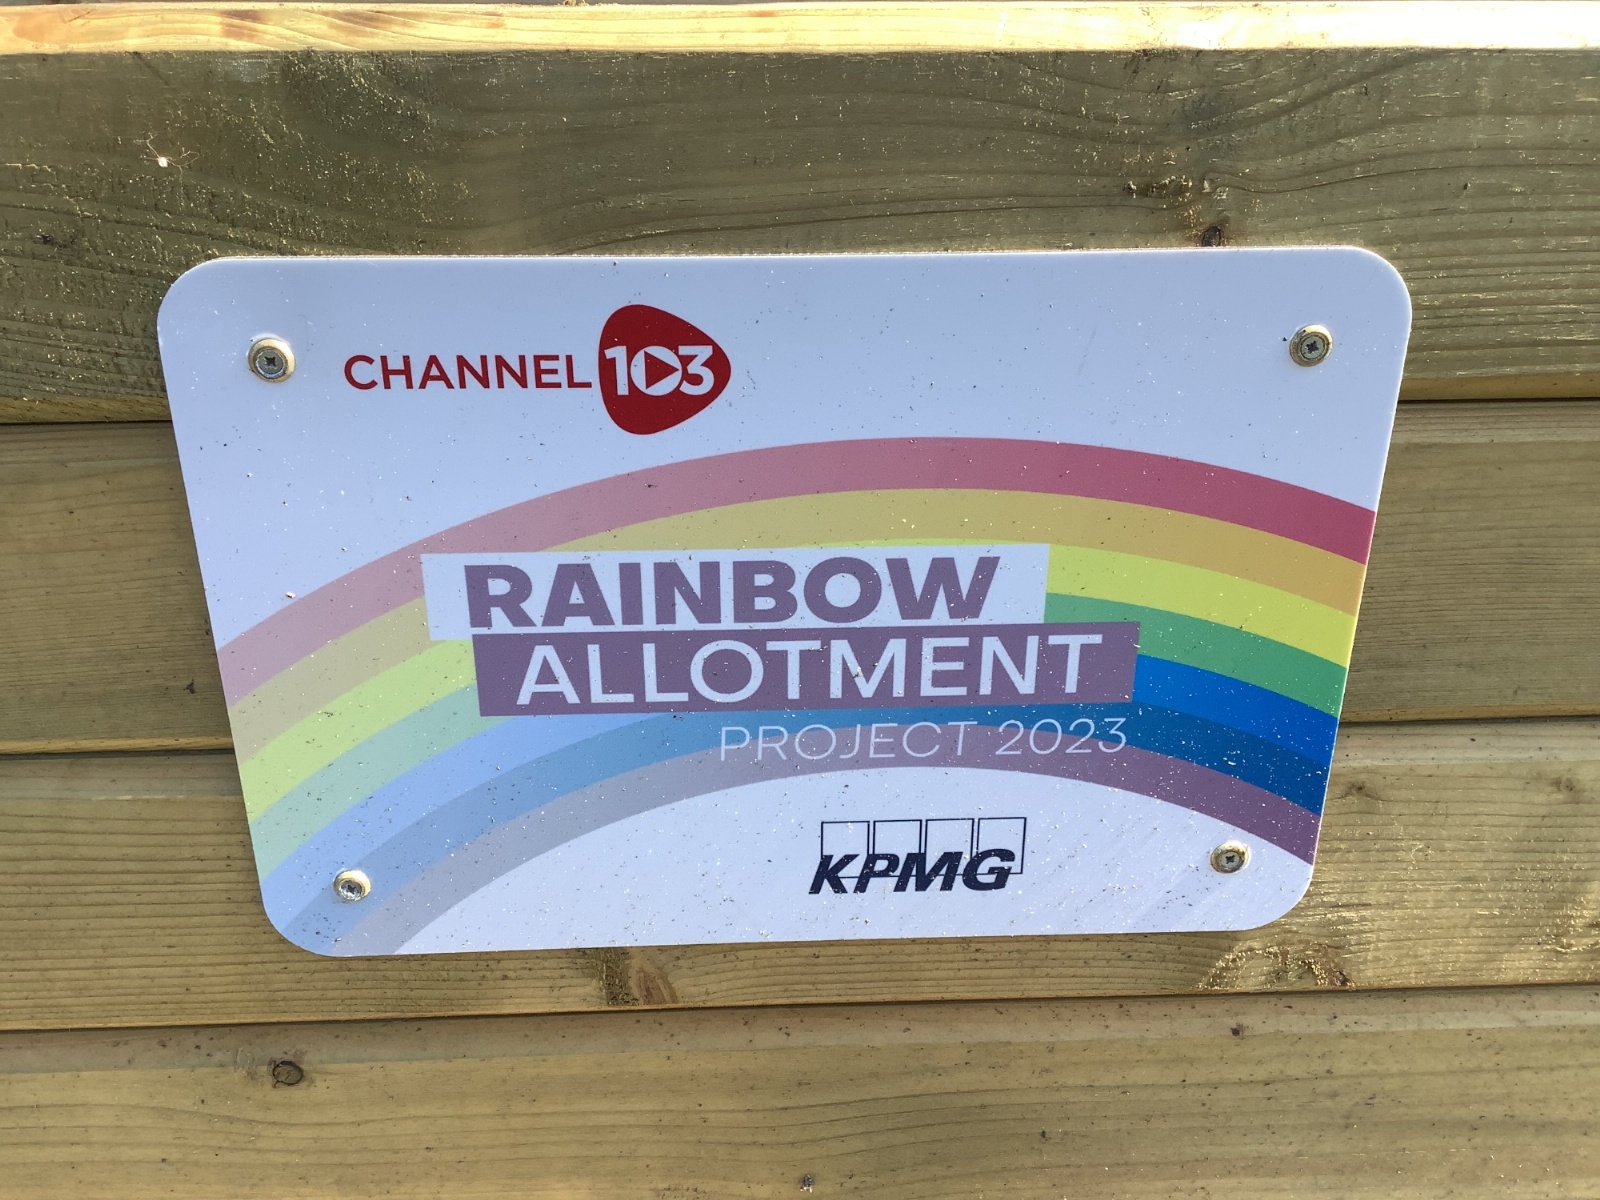 CHANNEL 103
RAINBOW
ALLOTMENT
PROJECT 2023
KPMG